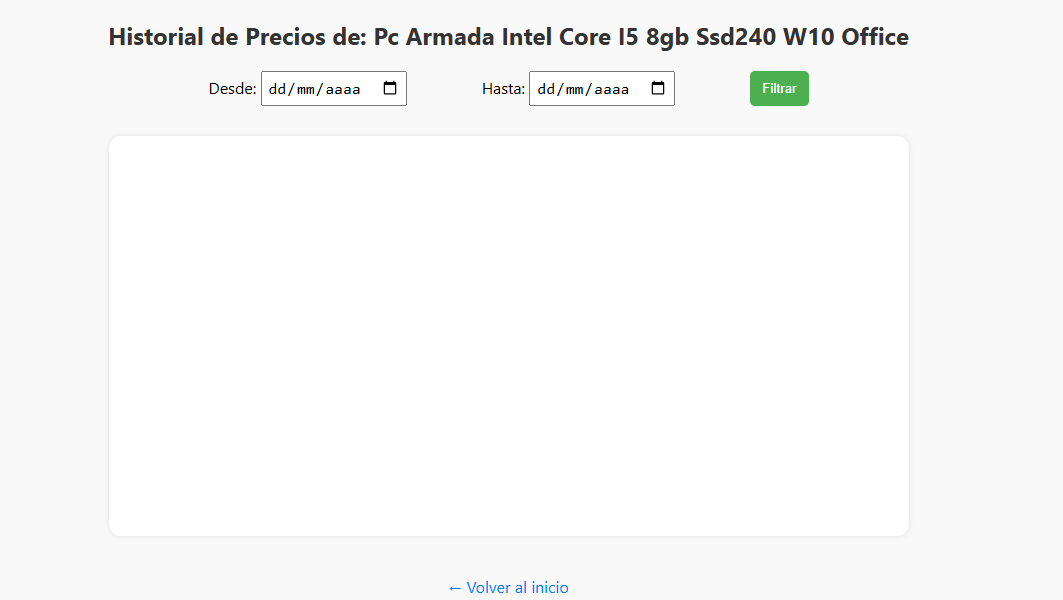 Historial de Precios de: Pc Armada Intel Core I5 8gb Ssd240 W10 Office
Desde: dd/mm/aaaa Hasta: dd/mm/aaaa Filtrar
← Volver al inicio